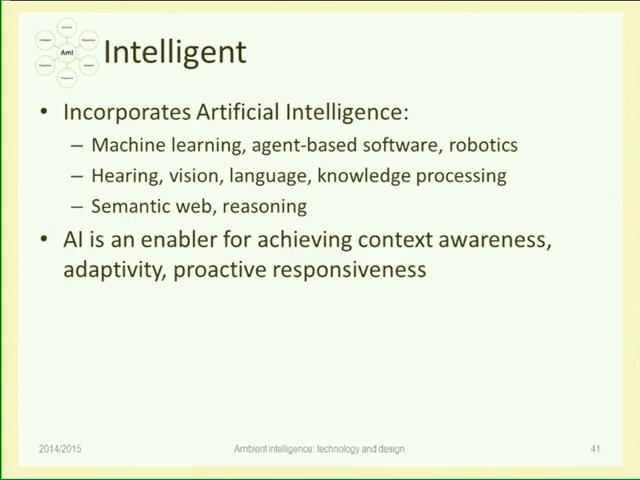 AmI
Intelligent
• Incorporates Artificial Intelligence:
– Machine learning, agent-based software, robotics
– Hearing, vision, language, knowledge processing
– Semantic web, reasoning
• AI is an enabler for achieving context awareness,
adaptivity, proactive responsiveness
2014/2015
Ambient intelligence: technology and design
41